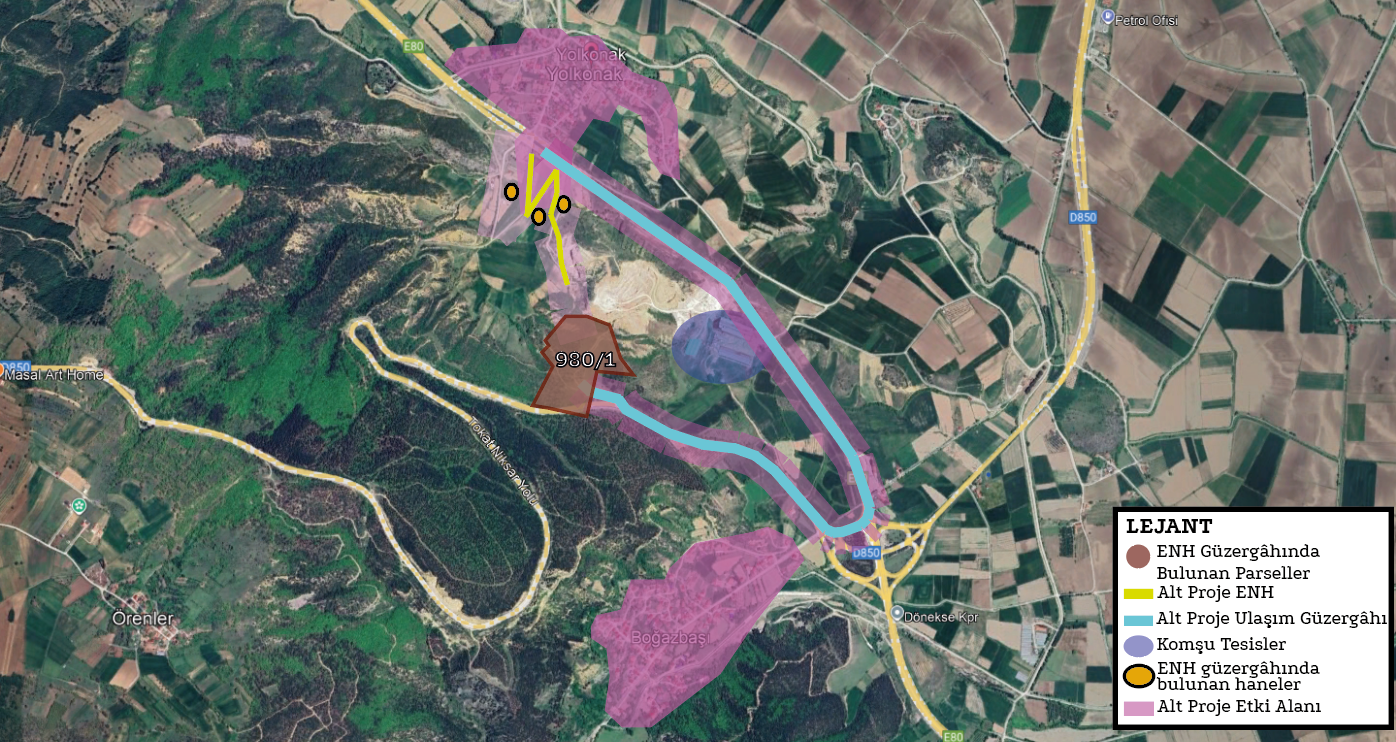 Petrol Ofisi
E80
Yolkonak
Yolkonak
D850
980/1
D850
Masal Art Home
Tokat Niksar Yolu
D850
Dönekse Kpr
Örenler
Boğazbaşı
E80
LEJANT
ENH Güzergâhında
Bulunan Parseller
Alt Proje ENH
Alt Proje Ulaşım Güzergâhı
Komşu Tesisler
ENH güzergâhında
bulunan haneler
Alt Proje Etki Alanı